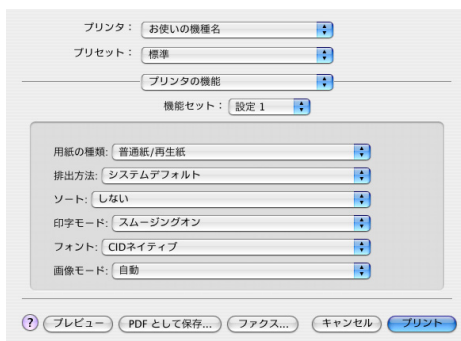 プリンタ： お使いの機種名
プリセット： 標準
プリンタの機能
機能セット： 設定 1
用紙の種類: 普通紙/再生紙
排出方法: システムデフォルト
ソート: しない
印字モード: スムージングオン
フォント: CIDネイティブ
画像モード: 自動
? プレビュー PDF として保存... ファクス... キャンセル プリント